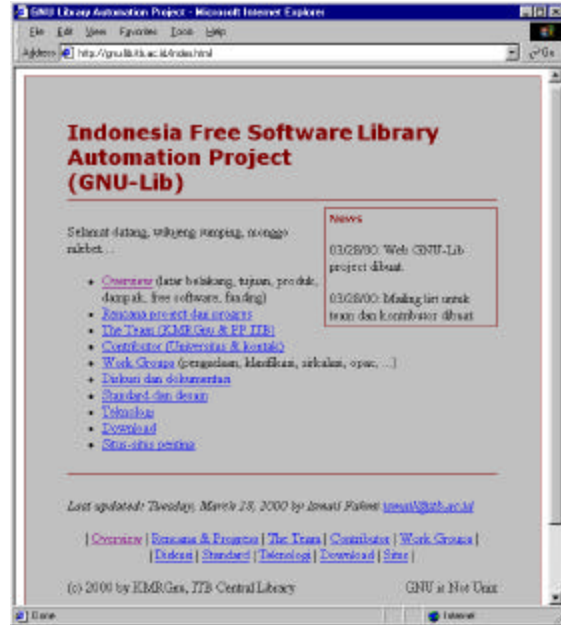 GNU Library Automation Project - Microsoft Internet Explorer
File Edit View Favorites Tools Help
Address http://gnu.lib.itb.ac.id/index.html Go
Indonesia Free Software Library
Automation Project
(GNU-Lib)
Selamat datang, wilujeng sumping, monggo
mlebet ...
News
03/28/00: Web GNU-Lib
project dibuat.
03/28/00: Mailing list untuk
team dan kontributor dibuat
Overview (latar belakang, tujuan, produk,
dampak, free software, funding)
Rencana project dan progres
The Team (KMRGnu & PP ITB)
Contributor (Universitas & kontak)
Work Groups (pengadaan, klasifikasi, sirkulasi, opac, ...)
Diskusi dan dokumentasi
Standard dan desain
Teknologi
Download
Situs-situs penting
Last updated: Tuesday, March 28, 2000 by Ismail Fahmi ismail@itb.ac.id
| Overview | Rencana & Progress | The Team | Contributor | Work Groups |
| Diskusi | Standard | Teknologi | Download | Situs |
(c) 2000 by KMRGnu, ITB Central Library GNU is Not Unix
Done Internet